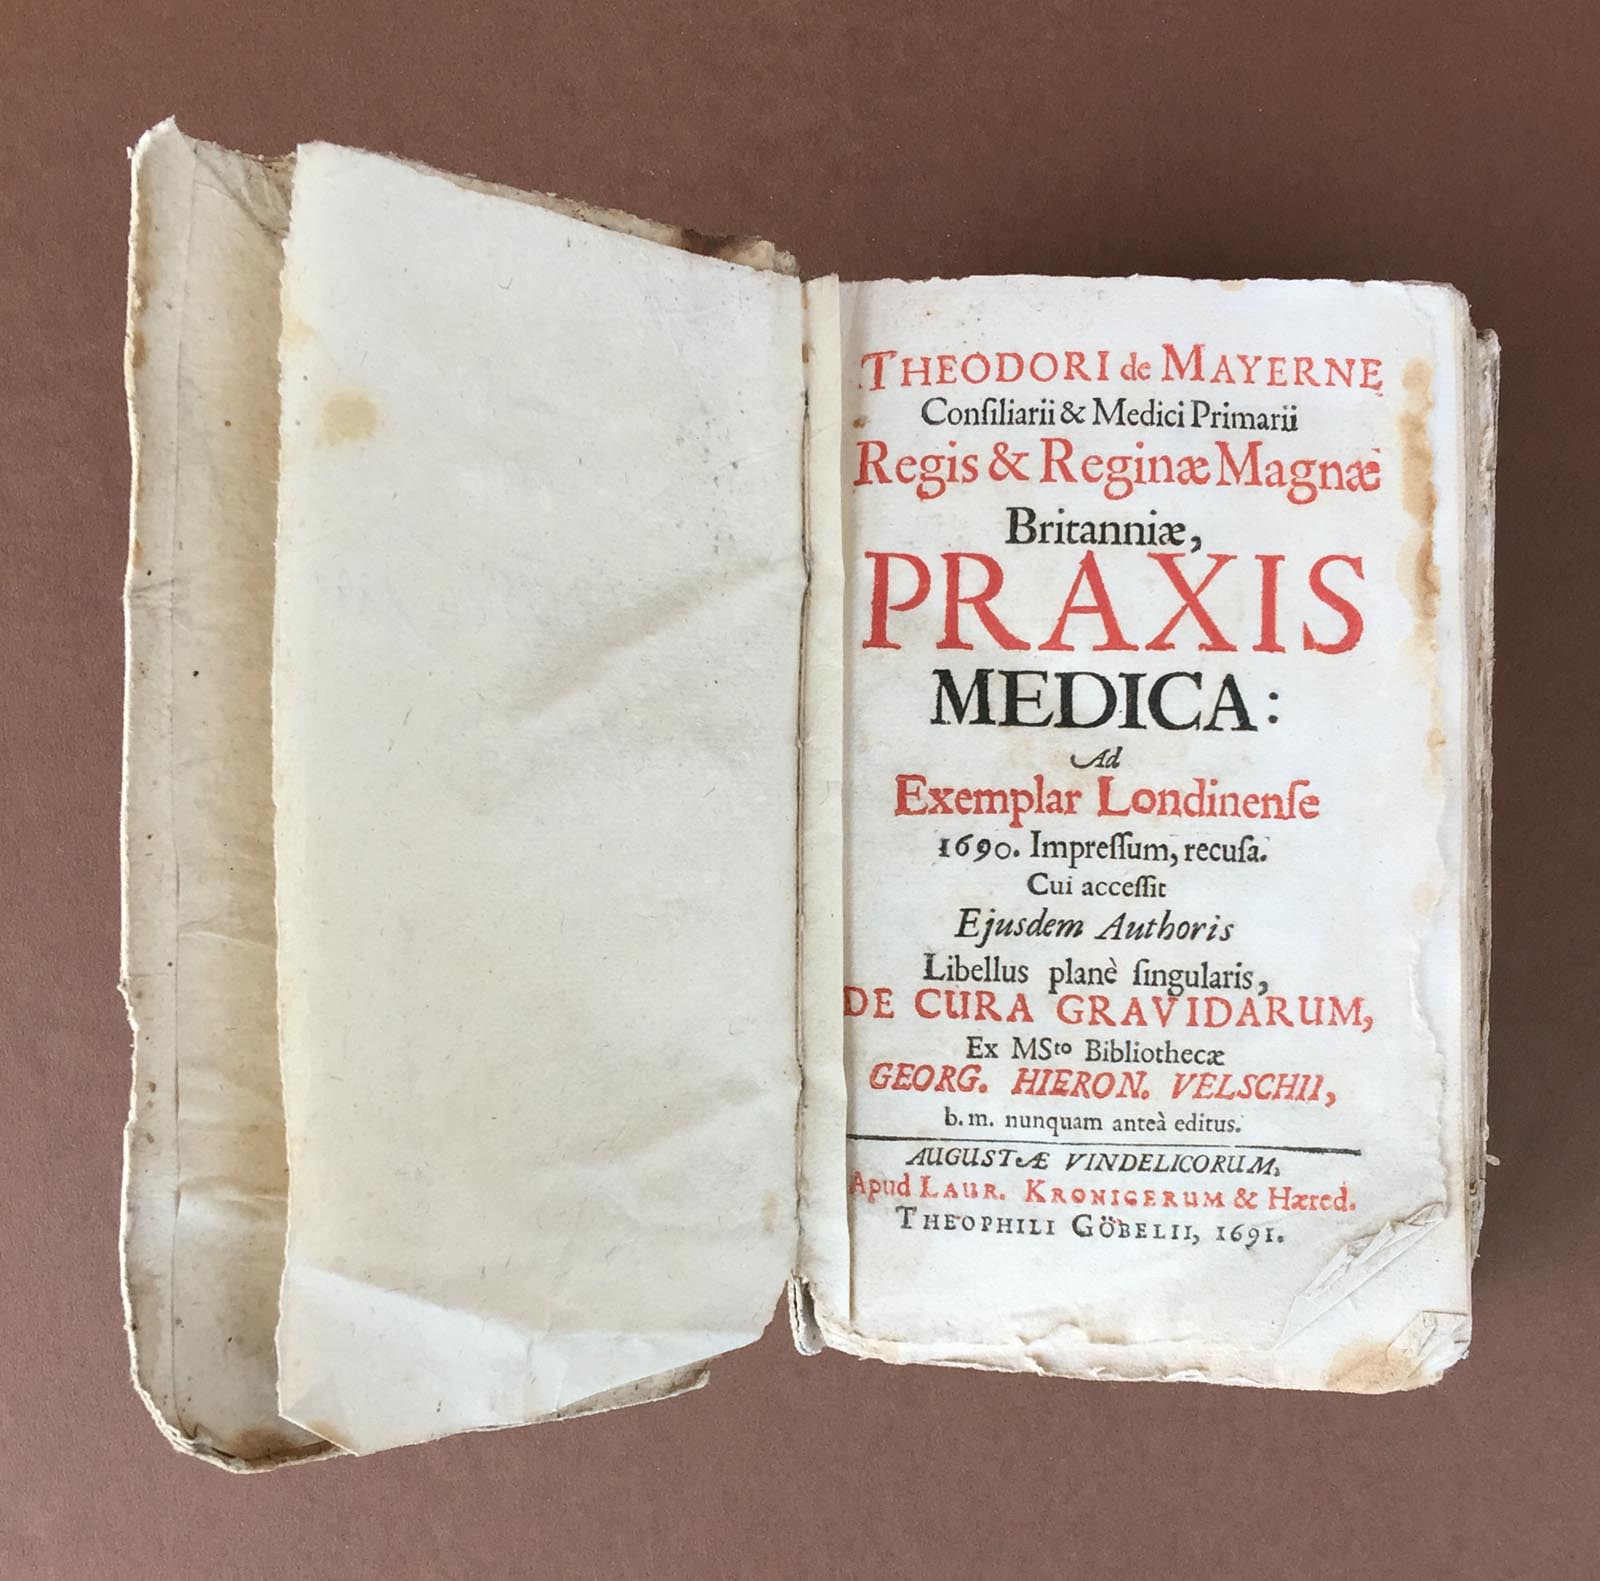 THEODORI de MAYERNE
Conſiliarii & Medici Primarii
Regis & Reginæ Magnæ
Britanniæ,
PRAXIS
MEDICA:
Ad
Exemplar Londinenſe
1690. Impreſſum, recuſa.
Cui acceſſit
Ejusdem Authoris
Libellus planè ſingularis,
DE CURA GRAVIDARUM,
Ex MSto Bibliothecæ
GEORG. HIERON. VELSCHII,
b. m. nunquam anteà editus.
AUGUSTÆ VINDELICORUM,
Apud LAUR. KRONIGERUM & Hæred.
THEOPHILI GÖBELII, 1691.